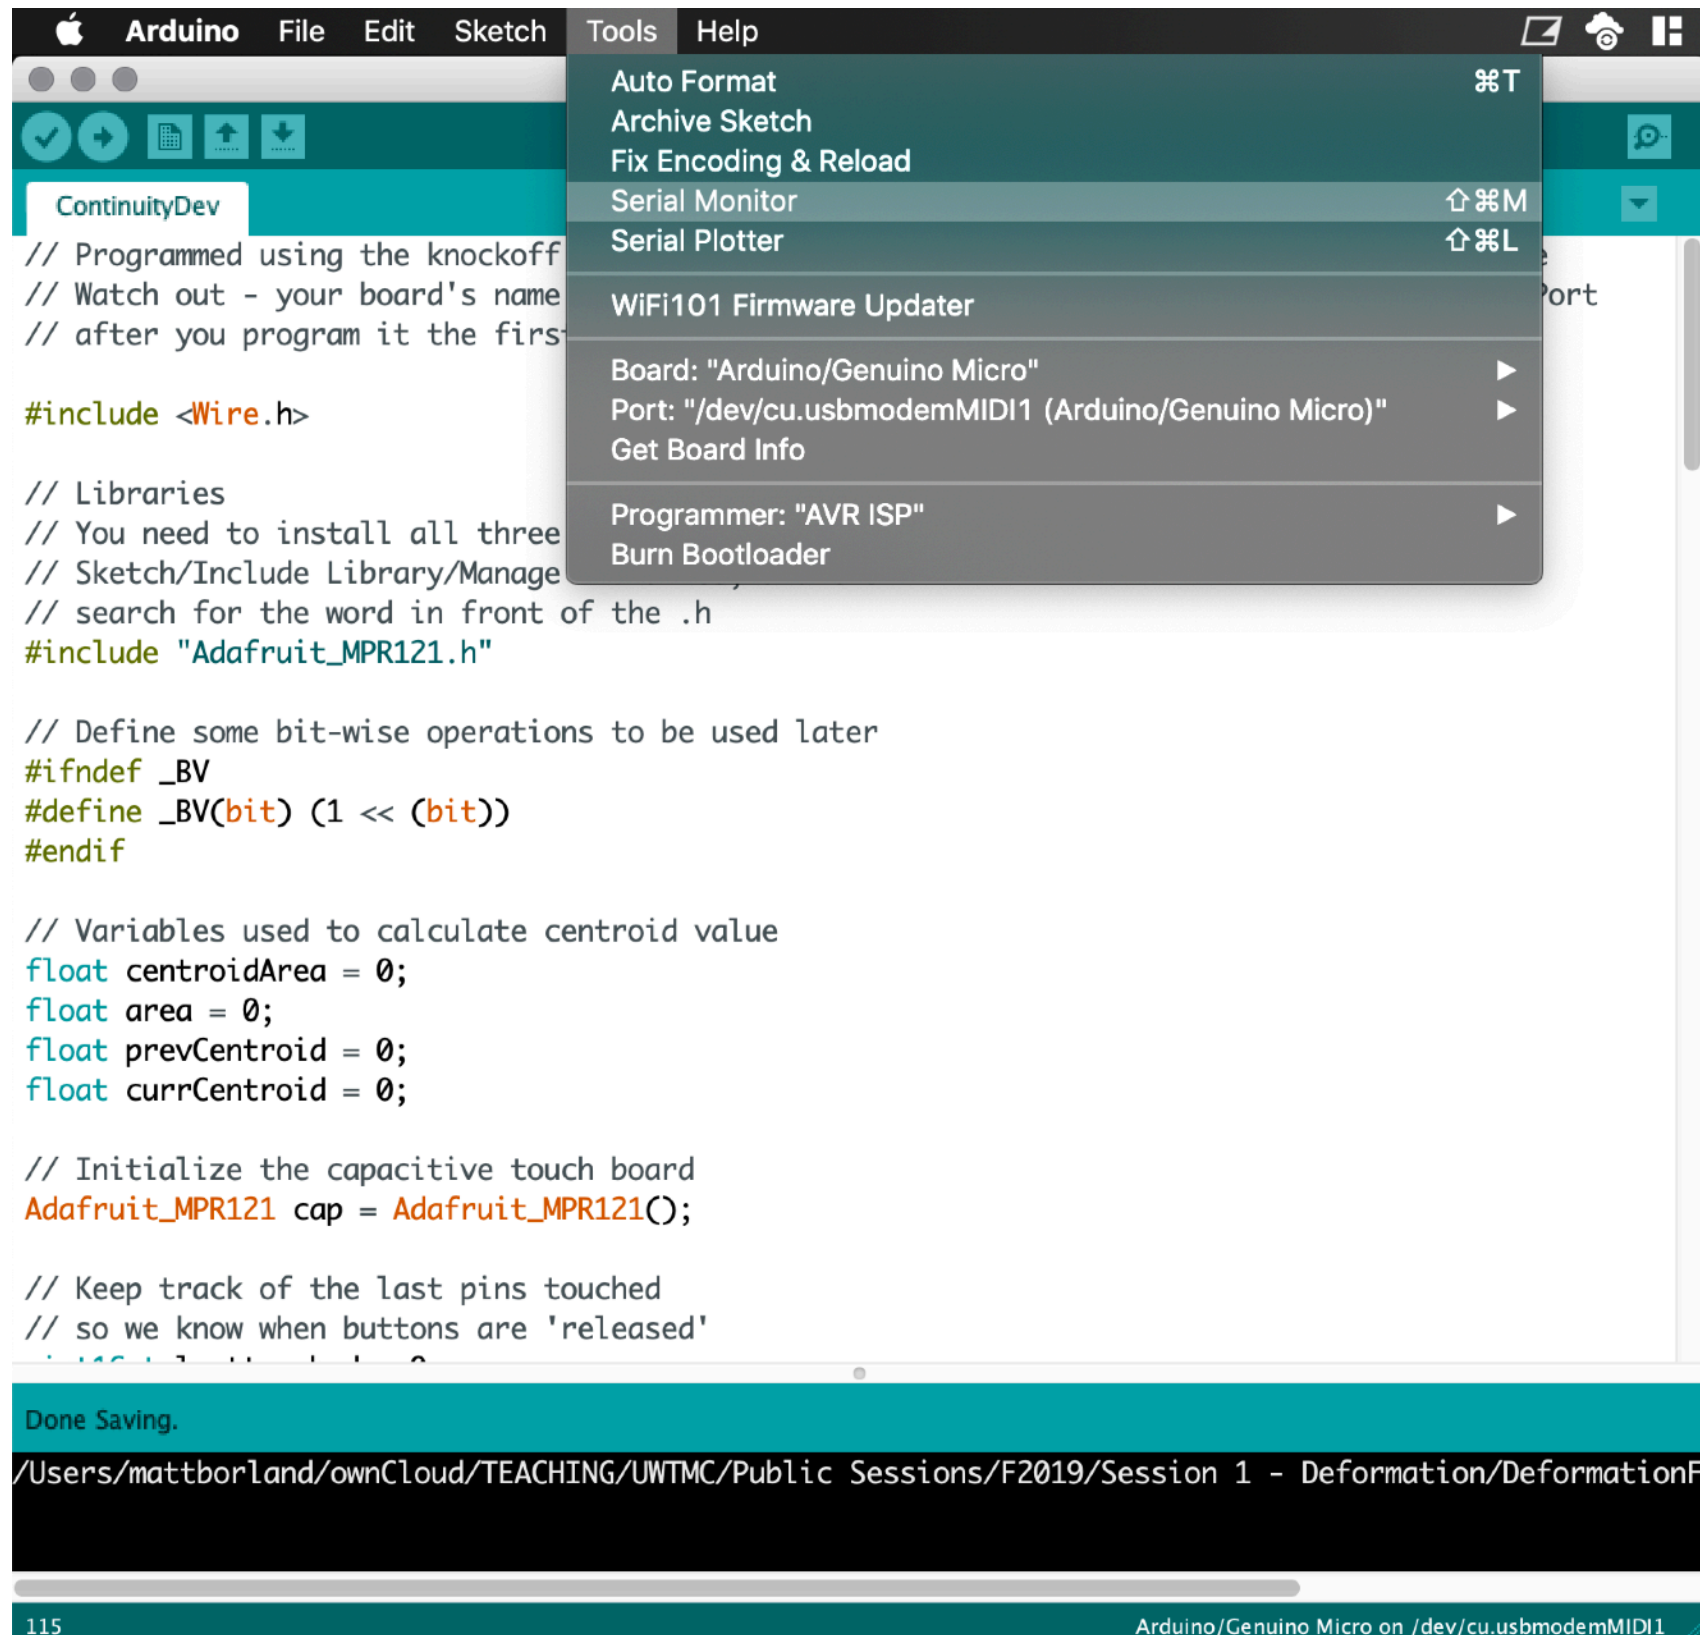 Arduino File Edit Sketch Tools Help
Auto Format ⌘T
Archive Sketch
Fix Encoding & Reload
Serial Monitor ⇧⌘M
Serial Plotter ⇧⌘L
WiFi101 Firmware Updater
Board: "Arduino/Genuino Micro"
Port: "/dev/cu.usbmodemMIDI1 (Arduino/Genuino Micro)"
Get Board Info
Programmer: "AVR ISP"
Burn Bootloader
ContinuityDev
// Programmed using the knockoff
// Watch out - your board's name Port
// after you program it the first
#include <Wire.h>
// Libraries
// You need to install all three
// Sketch/Include Library/Manage
// search for the word in front of the .h
#include "Adafruit_MPR121.h"
// Define some bit-wise operations to be used later
#ifndef _BV
#define _BV(bit) (1 << (bit))
#endif
// Variables used to calculate centroid value
float centroidArea = 0;
float area = 0;
float prevCentroid = 0;
float currCentroid = 0;
// Initialize the capacitive touch board
Adafruit_MPR121 cap = Adafruit_MPR121();
// Keep track of the last pins touched
// so we know when buttons are 'released'
Done Saving.
/Users/mattborland/ownCloud/TEACHING/UWTMC/Public Sessions/F2019/Session 1 - Deformation/DeformationF
115
Arduino/Genuino Micro on /dev/cu.usbmodemMIDI1